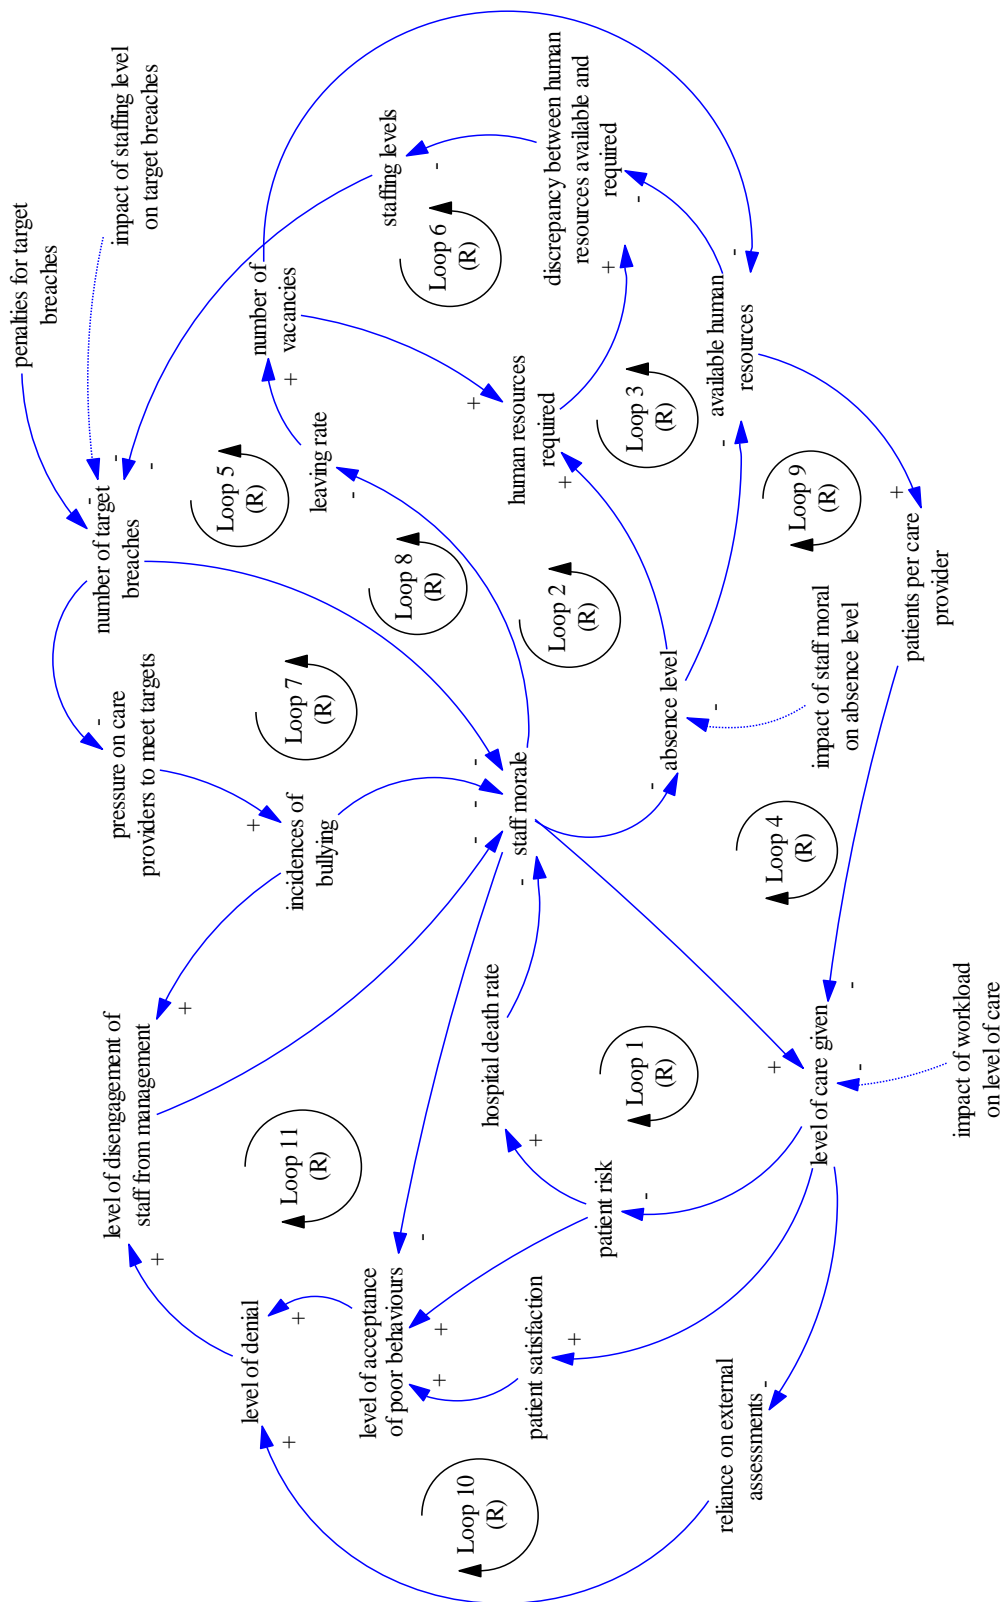 penalties for target
breaches
impact of staffing level
on target breaches
number of target
breaches
-
-
-
pressure on care
providers to meet targets
-
level of disengagement of
staff from management
+
+
incidences of
bullying
+
Loop 5
(R)
level of denial
+
+
Loop 11
(R)
Loop 7
(R)
number of
vacancies
+
leaving rate
-
staffing levels
-
level of acceptance
of poor behaviours
-
+
+
Loop 8
(R)
Loop 6
(R)
Loop 10
(R)
hospital death rate
+
staff morale
-
-
-
-
human resources
required
+
+
discrepancy between human
resources available and
required
+
-
patient satisfaction
+
patient risk
-
Loop 2
(R)
Loop 1
(R)
Loop 3
(R)
absence level
-
-
available human
resources
-
-
reliance on external
assessments
-
Loop 4
(R)
Loop 9
(R)
level of care given
+
-
-
impact of staff moral
on absence level
patients per care
provider
+
impact of workload
on level of care